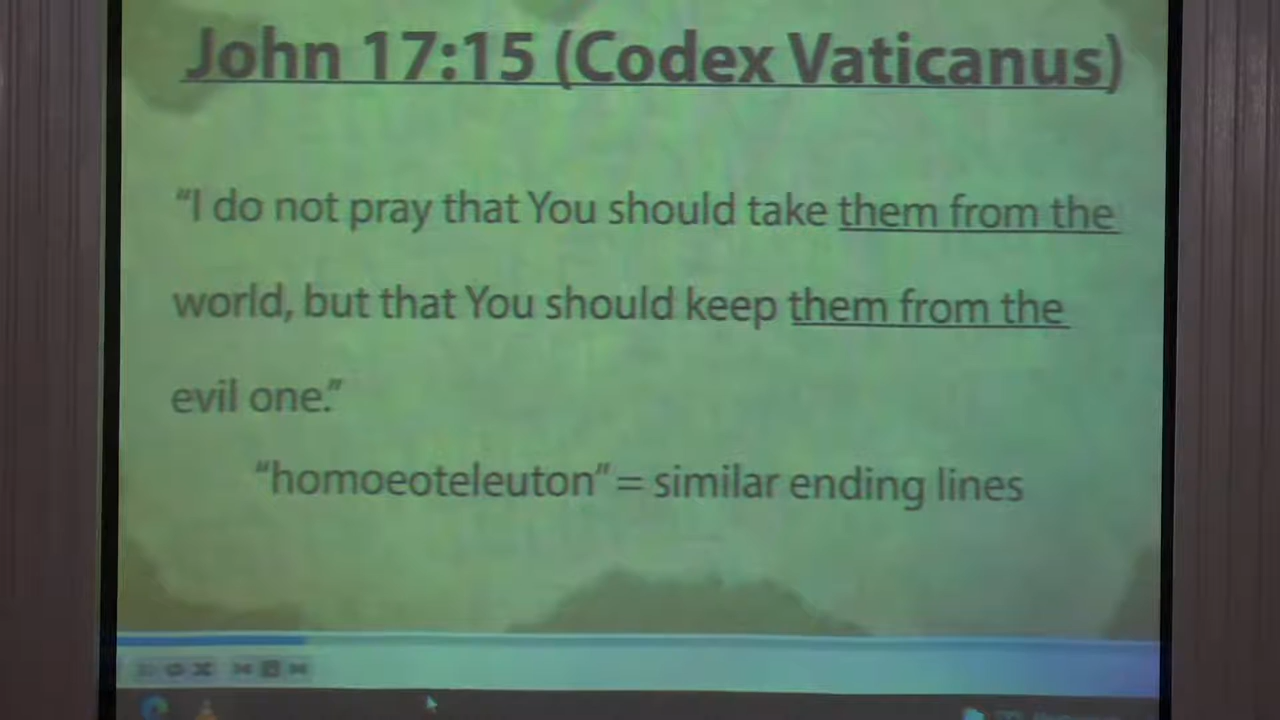 John 17:15 (Codex Vaticanus)
“I do not pray that You should take them from the
world, but that You should keep them from the
evil one.”
“homoeoteleuton” = similar ending lines